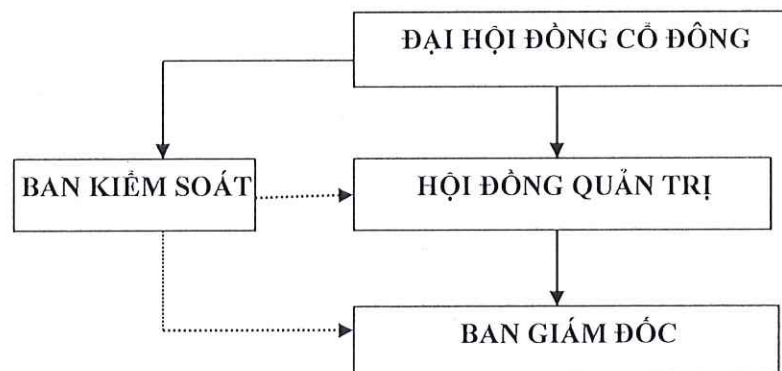 ĐẠI HỘI ĐỒNG CỔ ĐÔNG
BAN KIỂM SOÁT
HỘI ĐỒNG QUẢN TRỊ
BAN GIÁM ĐỐC